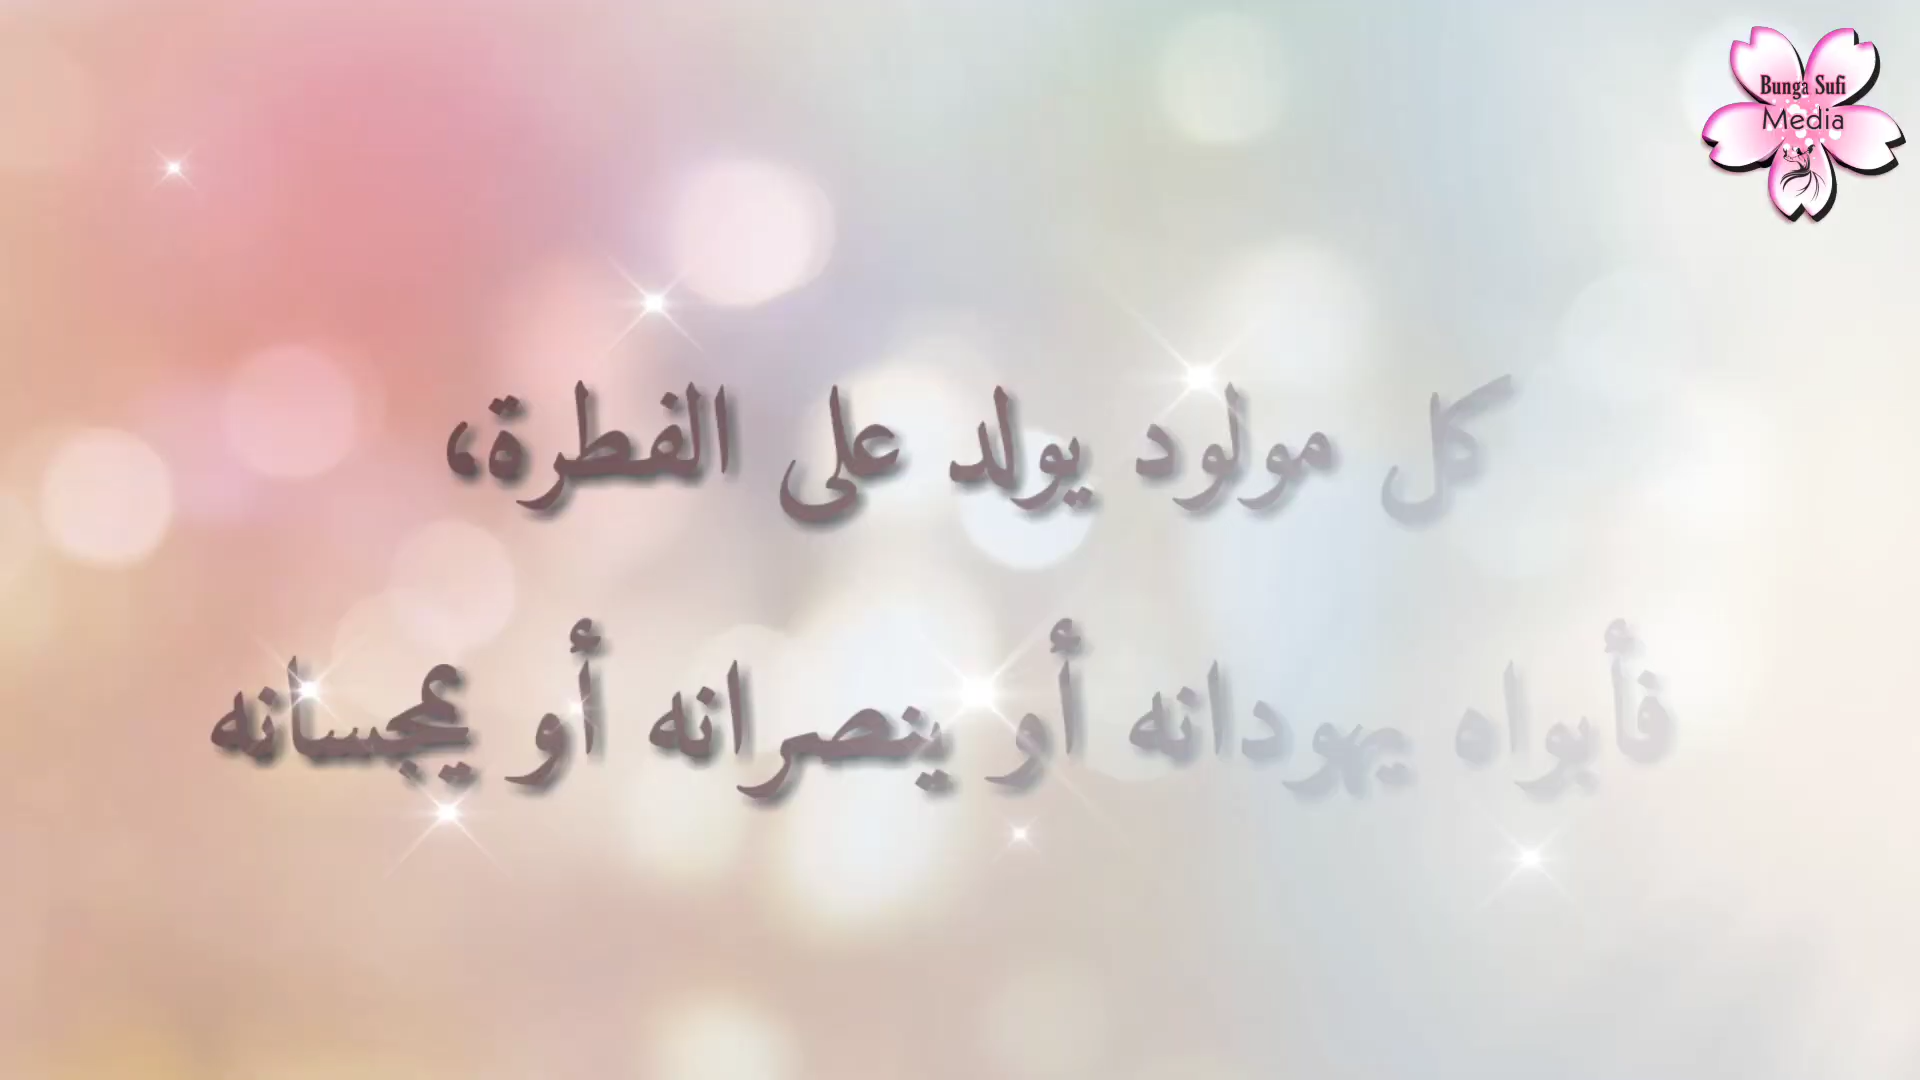 Bunga Sufi
Media
كل مولود يولد على الفطرة،
فأبواه يهودانه أو ينصرانه أو يمجسانه